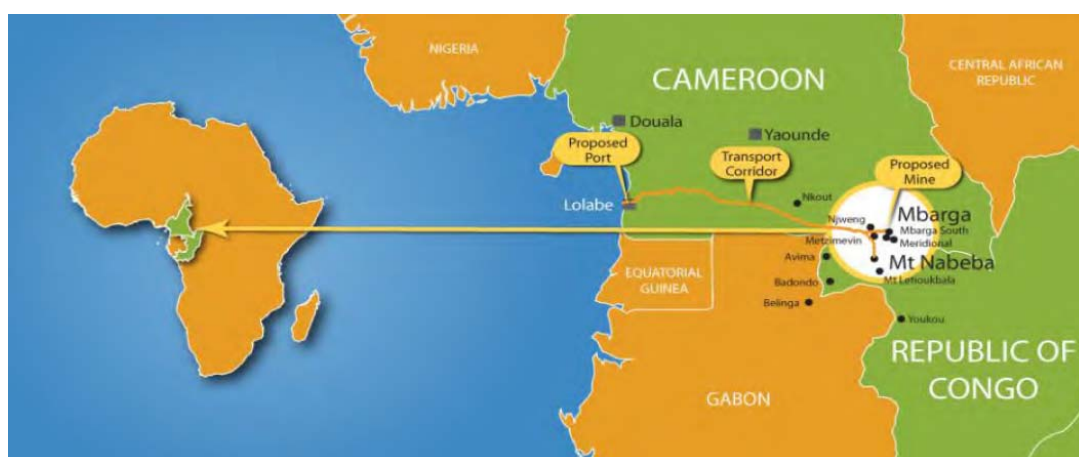 NIGERIA
CAMEROON
CENTRAL AFRICAN
REPUBLIC
Douala
Yaounde
Proposed
Port
Transport
Corridor
Proposed
Mine
Lolabe
Nkout
Njweng
Mbarga
Mbarga South
Metzimevin
Meridional
Avima
Mt Nabeba
EQUATORIAL
GUINEA
Badondo
Mt Letioukbala
Belinga
Youkou
REPUBLIC OF
CONGO
GABON